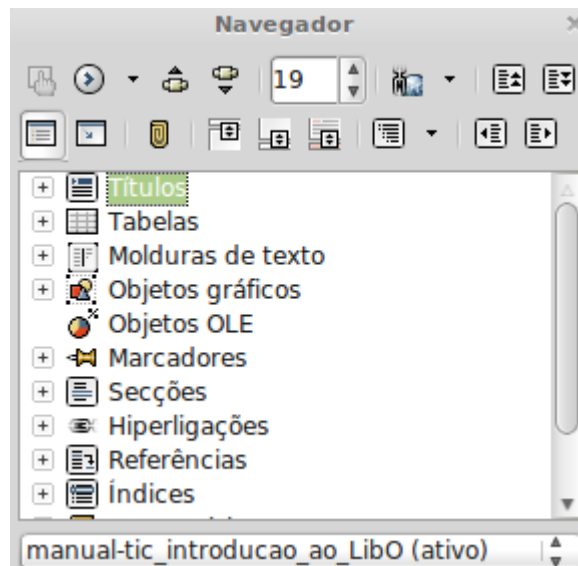 Navegador
19
Títulos
Tabelas
Molduras de texto
Objetos gráficos
Objetos OLE
Marcadores
Secções
Hiperligações
Referências
Índices
manual-tic_introducao_ao_LibO (ativo)